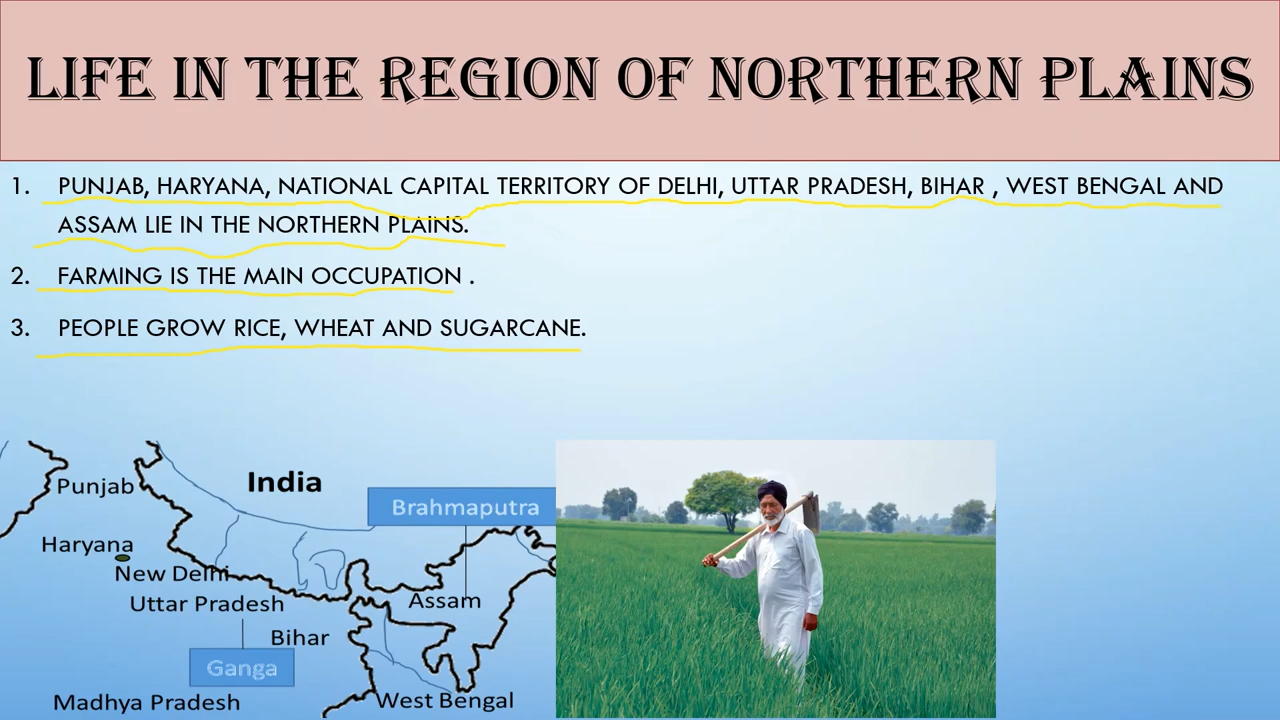 LIFE IN THE REGION OF NORTHERN PLAINS
1. PUNJAB, HARYANA, NATIONAL CAPITAL TERRITORY OF DELHI, UTTAR PRADESH, BIHAR , WEST BENGAL AND
ASSAM LIE IN THE NORTHERN PLAINS.
2. FARMING IS THE MAIN OCCUPATION .
3. PEOPLE GROW RICE, WHEAT AND SUGARCANE.
India
Punjab
Brahmaputra
Haryana
New Delhi
Uttar Pradesh
Assam
Bihar
Ganga
Madhya Pradesh
West Bengal